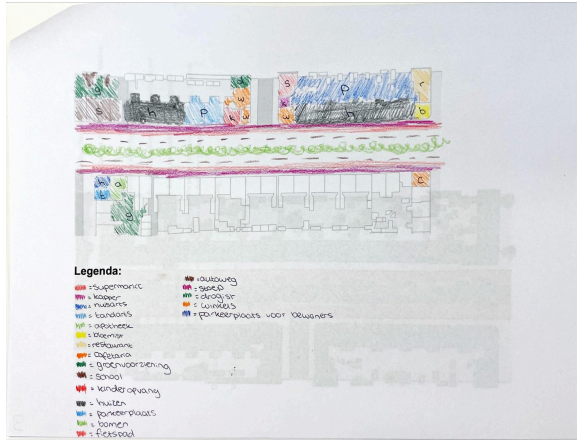 g
d
s
h
p
w
t
w
s
k
w
p
h
r
b
h
a
t
g
c
Legenda:
= supermarkt
= kapper
= huisarts
= tandarts
= apotheek
= bloemist
= restaurant
= cafetaria
= groenvoorziening
= school
= kinderopvang
= huizen
= parkeerplaats
= bomen
= fietspad
= autoweg
= stoep
= drogist
= winkels
= parkeerplaats voor bewoners